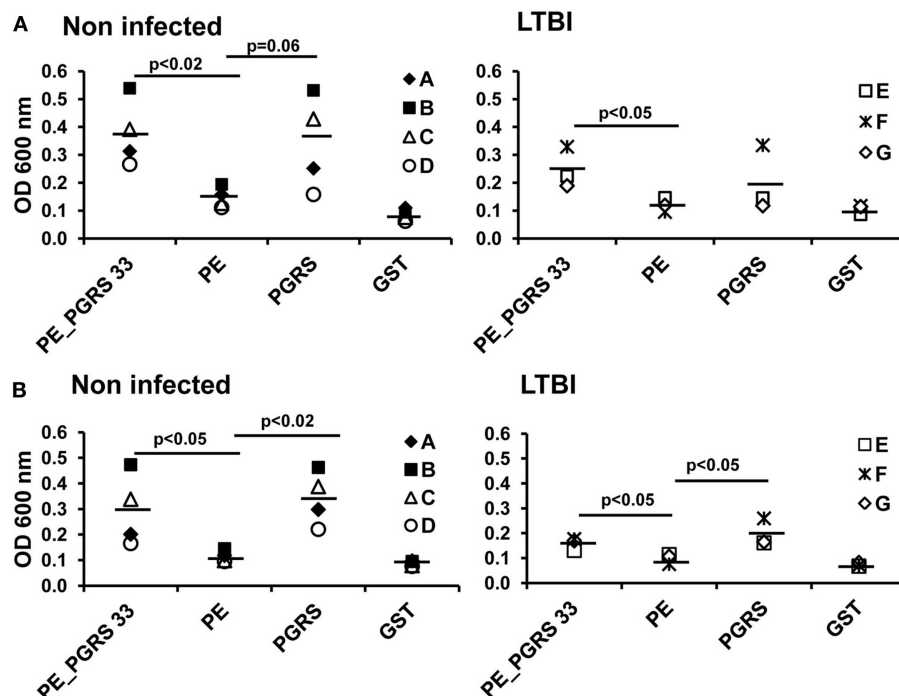 A
Non infected
LTBI
p<0.02
p=0.06
p<0.05
OD 600 nm
0.6
0.5
0.4
0.3
0.2
0.1
0.0
A
B
C
D
PE_PGRS 33
PE
PGRS
GST
0.6
0.5
0.4
0.3
0.2
0.1
0.0
E
F
G
PE_PGRS 33
PE
PGRS
GST
B
Non infected
LTBI
p<0.05
p<0.02
OD 600 nm
0.6
0.5
0.4
0.3
0.2
0.1
0.0
A
B
C
D
PE_PGRS 33
PE
PGRS
GST
p<0.05
p<0.05
0.6
0.5
0.4
0.3
0.2
0.1
0.0
E
F
G
PE_PGRS 33
PE
PGRS
GST